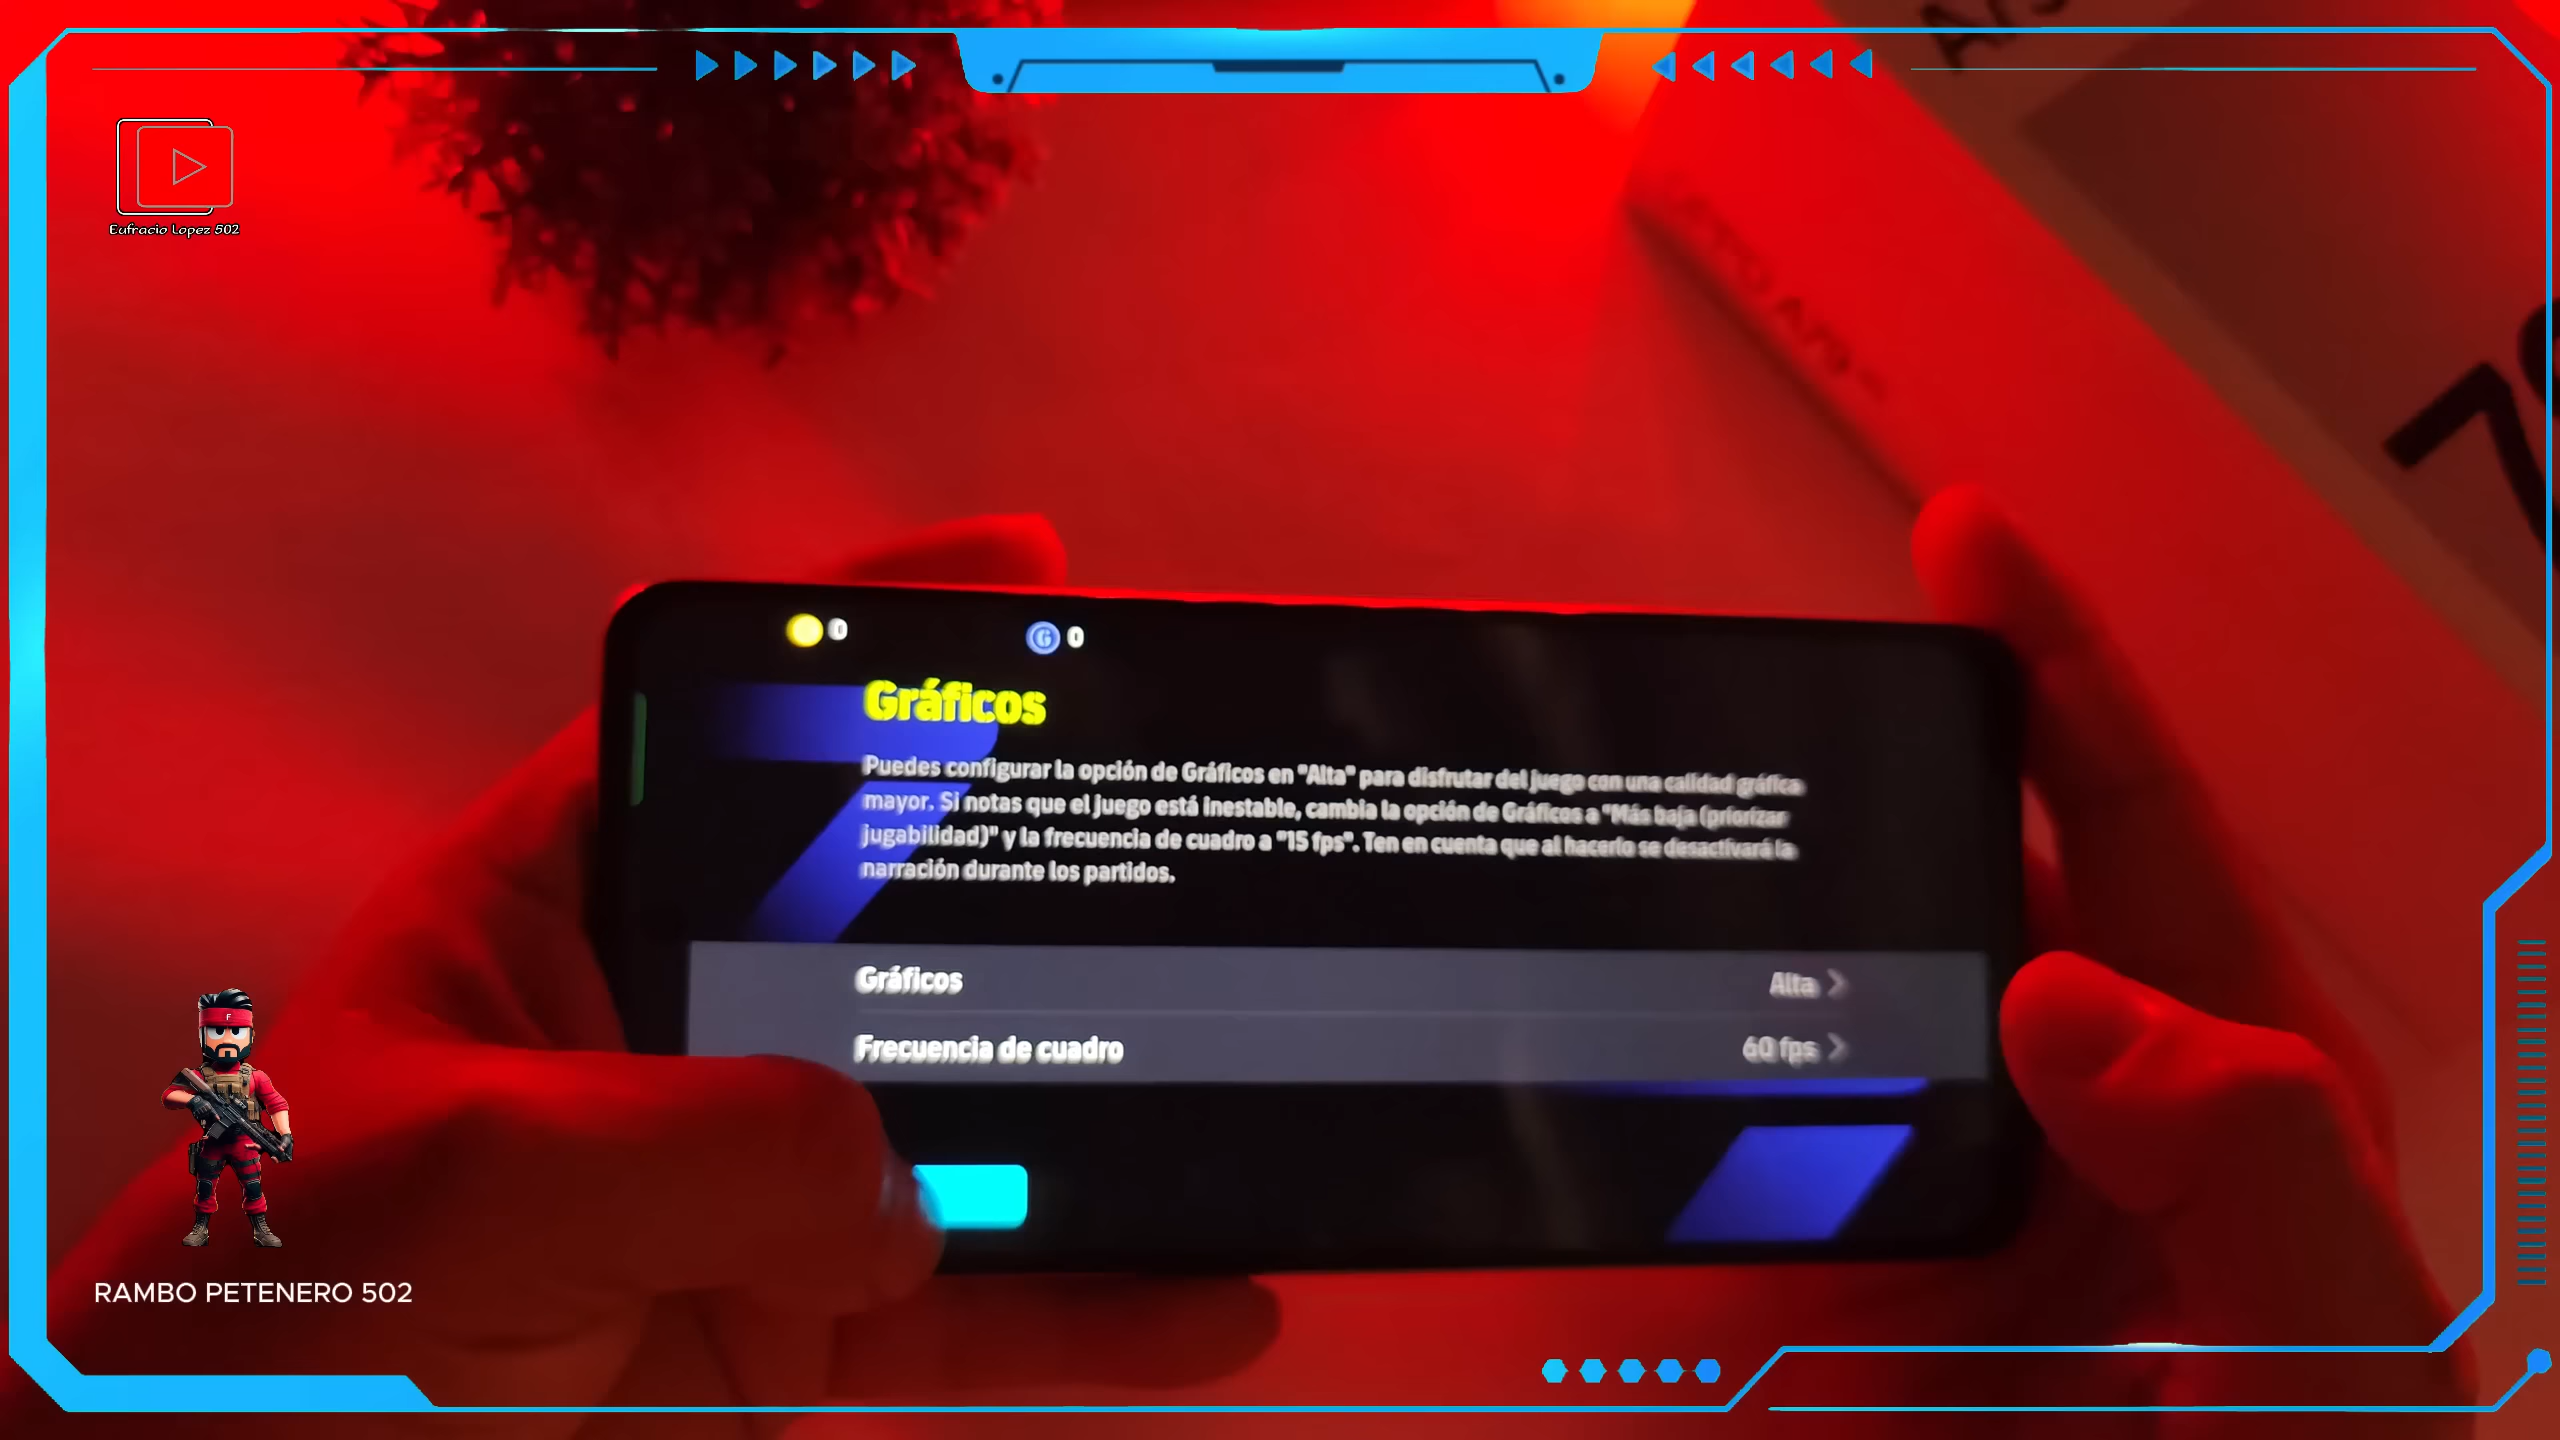 Eufracio Lopez 502
0
0
Gráficos
Puedes configurar la opción de Gráficos en "Alta" para disfrutar del juego con una calidad gráfica
mayor. Si notas que el juego está inestable, cambia la opción de Gráficos a "Más baja (priorizar
jugabilidad)" y la frecuencia de cuadro a "15 fps". Ten en cuenta que al hacerlo se desactivará la
narración durante los partidos.
Gráficos
Alta
Frecuencia de cuadro
60 fps
RAMBO PETENERO 502